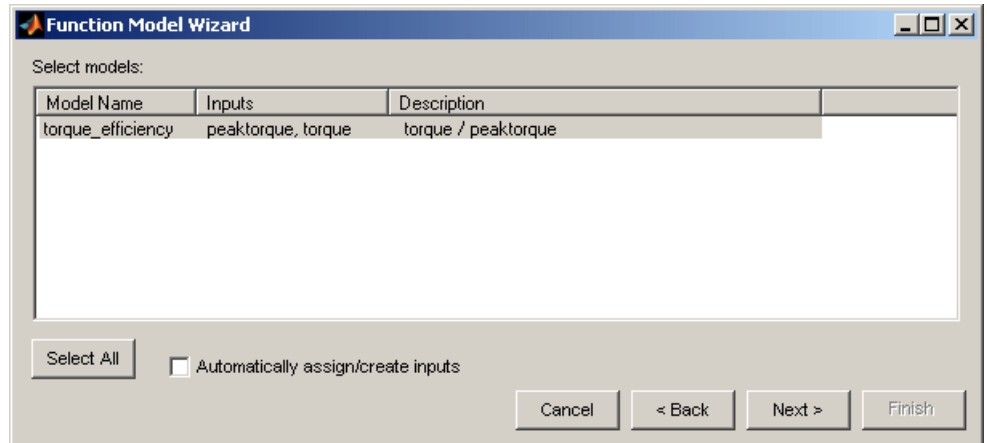 Function Model Wizard
Select models:
Model Name Inputs Description
torque_efficiency peaktorque, torque torque / peaktorque
Select All Automatically assign/create inputs
Cancel < Back Next > Finish